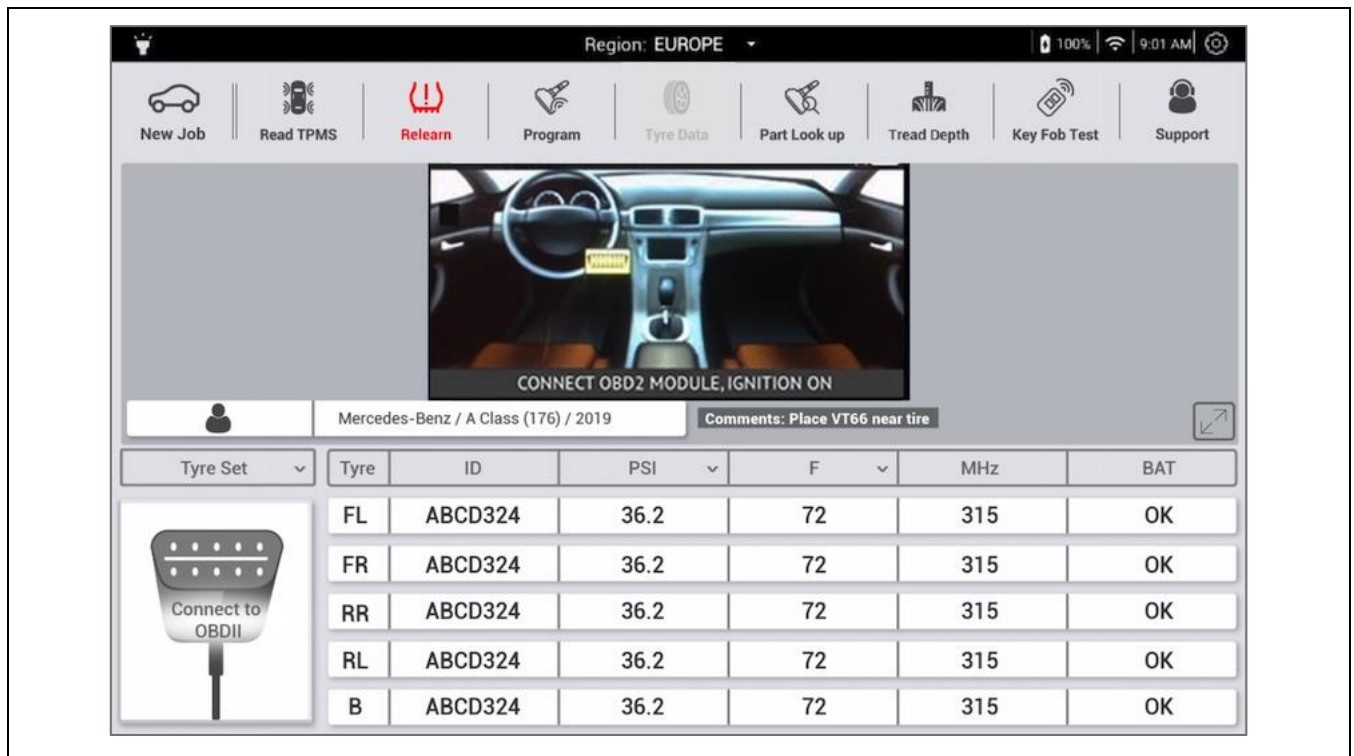 Region: EUROPE 100% 9:01 AM
New Job Read TPMS Relearn Program Tyre Data Part Look up Tread Depth Key Fob Test Support
CONNECT OBD2 MODULE, IGNITION ON
Mercedes-Benz / A Class (176) / 2019 Comments: Place VT66 near tire
Tyre Set Tyre ID PSI F MHz BAT
FL ABCD324 36.2 72 315 OK
FR ABCD324 36.2 72 315 OK
Connect to
OBDII
RR ABCD324 36.2 72 315 OK
RL ABCD324 36.2 72 315 OK
B ABCD324 36.2 72 315 OK